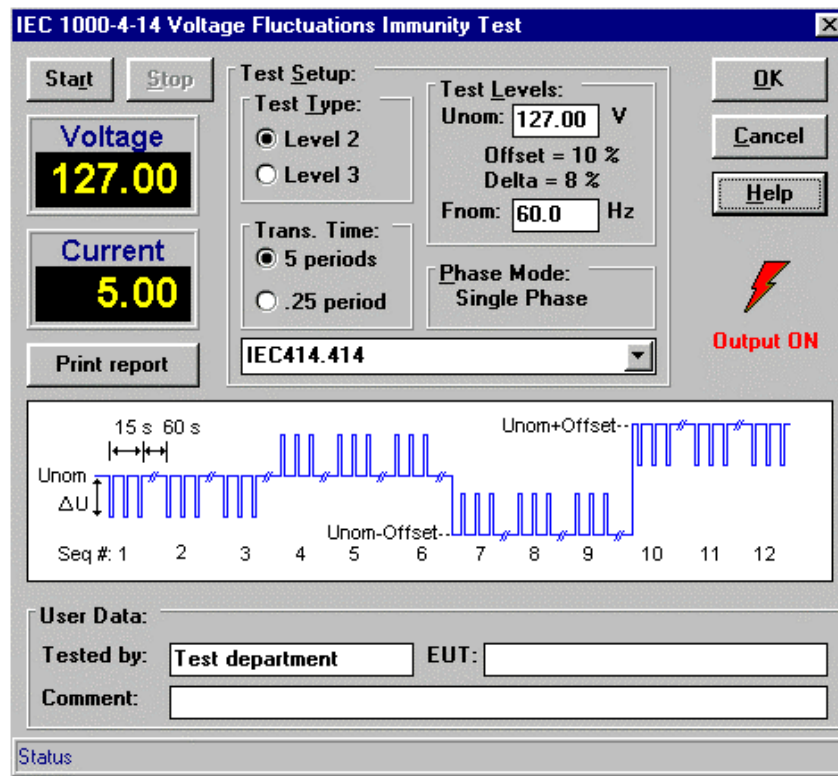 IEC 1000-4-14 Voltage Fluctuations Immunity Test
Start
Stop
Voltage
127.00
Current
5.00
Print report
Test Setup:
Test Type:
Level 2
Level 3
Trans. Time:
5 periods
.25 period
Test Levels:
Unom: 127.00 V
Offset = 10 %
Delta = 8 %
Fnom: 60.0 Hz
Phase Mode:
Single Phase
IEC414.414
OK
Cancel
Help
Output ON
15 s 60 s
Unom
ΔU
Unom+Offset
Unom-Offset
Seq #: 1 2 3 4 5 6 7 8 9 10 11 12
User Data:
Tested by: Test department EUT:
Comment:
Status